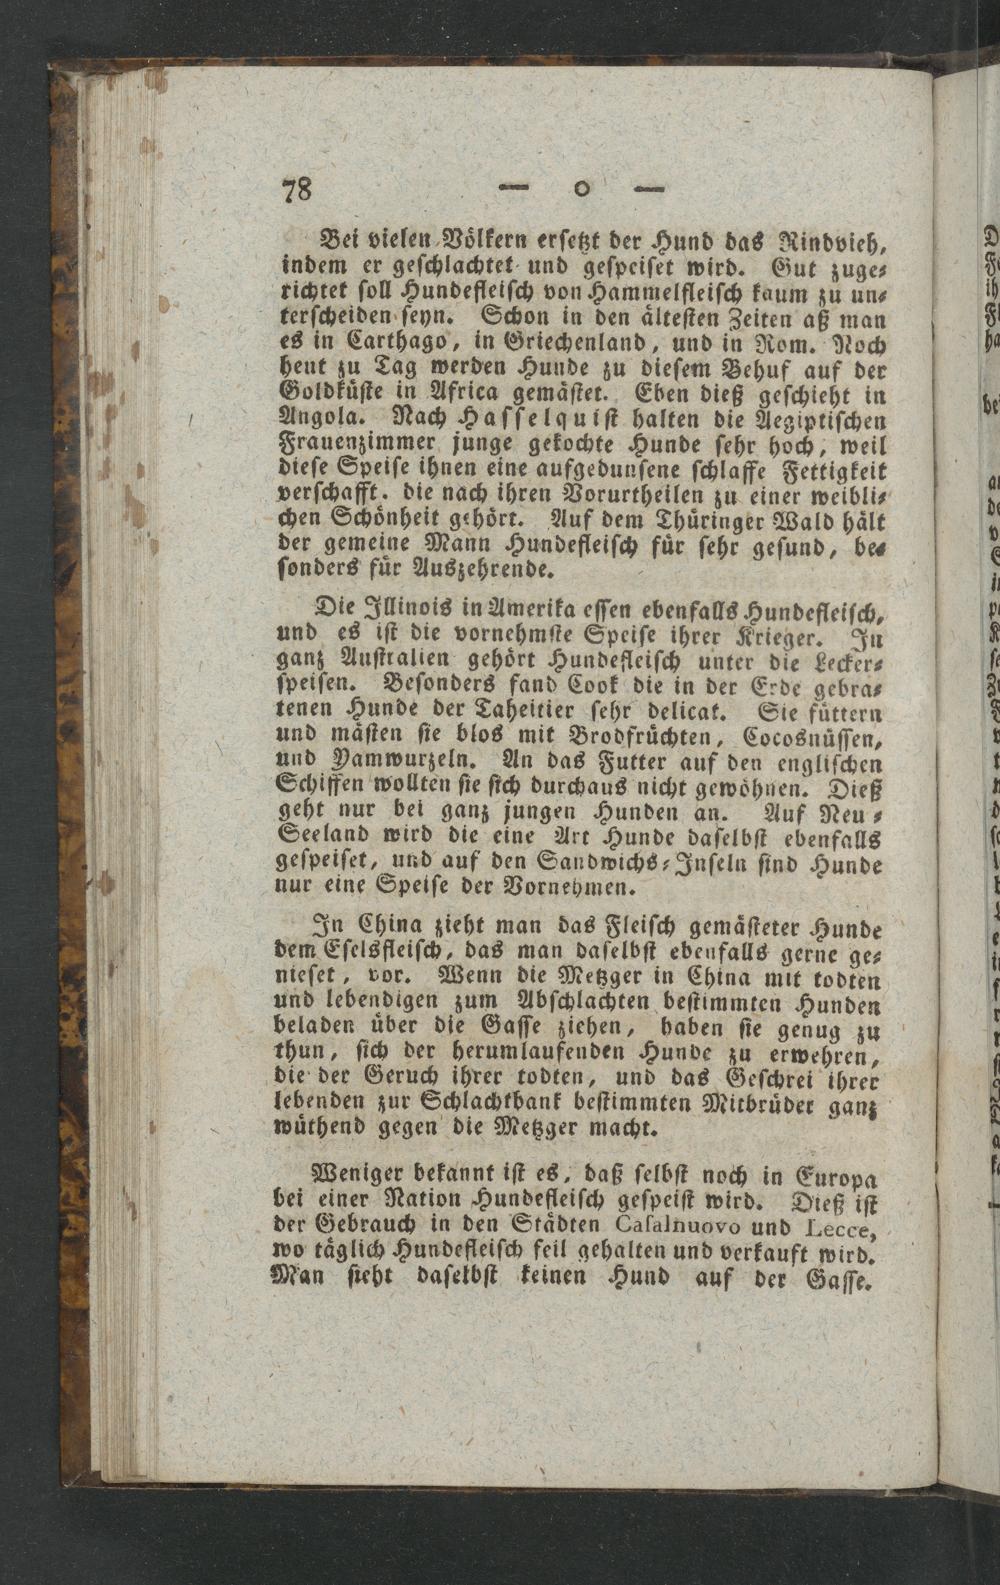 78 — o —
Bei vielen Völkern ersetzt der Hund das Rindvieh,
indem er geschlachtet und gespeiset wird. Gut zuge⸗
richtet soll Hundefleisch von Hammelfleisch kaum zu un⸗
terscheiden seyn. Schon in den ältesten Zeiten aß man
es in Carthago, in Griechenland, und in Rom. Noch
heut zu Tag werden Hunde zu diesem Behuf auf der
Goldküste in Africa gemästet. Eben dieß geschieht in
Angola. Nach Hasselquist halten die Aegiptischen
Frauenzimmer junge gekochte Hunde sehr hoch, weil
diese Speise ihnen eine aufgedunsene schlaffe Fettigkeit
verschafft. die nach ihren Vorurtheilen zu einer weibli⸗
chen Schönheit gehört. Auf dem Thüringer Wald hält
der gemeine Mann Hundefleisch für sehr gesund, be⸗
sonders für Auszehrende.
Die Illinois in Amerika essen ebenfalls Hundefleisch,
und es ist die vornehmste Speise ihrer Krieger. In
ganz Australien gehört Hundefleisch unter die Lecker⸗
speisen. Besonders fand Cook die in der Erde gebra⸗
tenen Hunde der Taheitier sehr delicat. Sie füttern
und mästen sie blos mit Brodfrüchten, Cocosnüssen,
und Yamwurzeln. An das Futter auf den englischen
Schiffen wollten sie sich durchaus nicht gewöhnen. Dieß
geht nur bei ganz jungen Hunden an. Auf Neu⸗
Seeland wird die eine Art Hunde daselbst ebenfalls
gespeiset, und auf den Sandwichs⸗Inseln sind Hunde
nur eine Speise der Vornehmen.
In China zieht man das Fleisch gemästeter Hunde
dem Eselsfleisch, das man daselbst ebenfalls gerne ge⸗
nieset, vor. Wenn die Metzger in China mit todten
und lebendigen zum Abschlachten bestimmten Hunden
beladen über die Gasse ziehen, haben sie genug zu
thun, sich der herumlaufenden Hunde zu erwehren,
die der Geruch ihrer todten, und das Geschrei ihrer
lebenden zur Schlachtbank bestimmten Mitbrüder ganz
wüthend gegen die Metzger macht.
Weniger bekannt ist es, daß selbst noch in Europa
bei einer Nation Hundefleisch gespeist wird. Dieß ist
der Gebrauch in den Städten Casalnuovo und Lecce,
wo täglich Hundefleisch feil gehalten und verkauft wird.
Man sieht daselbst keinen Hund auf der Gasse.